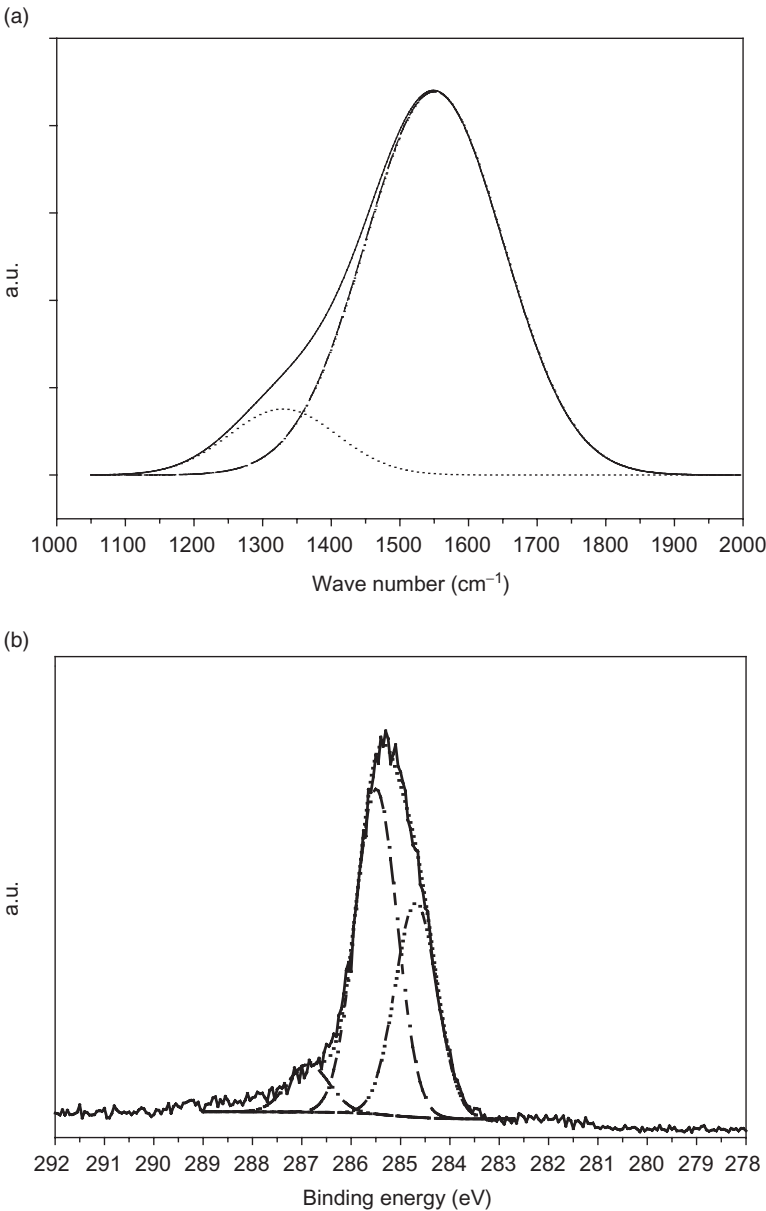 (a)
a.u.
1000 1100 1200 1300 1400 1500 1600 1700 1800 1900 2000
Wave number (cm⁻¹)
(b)
a.u.
292 291 290 289 288 287 286 285 284 283 282 281 280 279 278
Binding energy (eV)